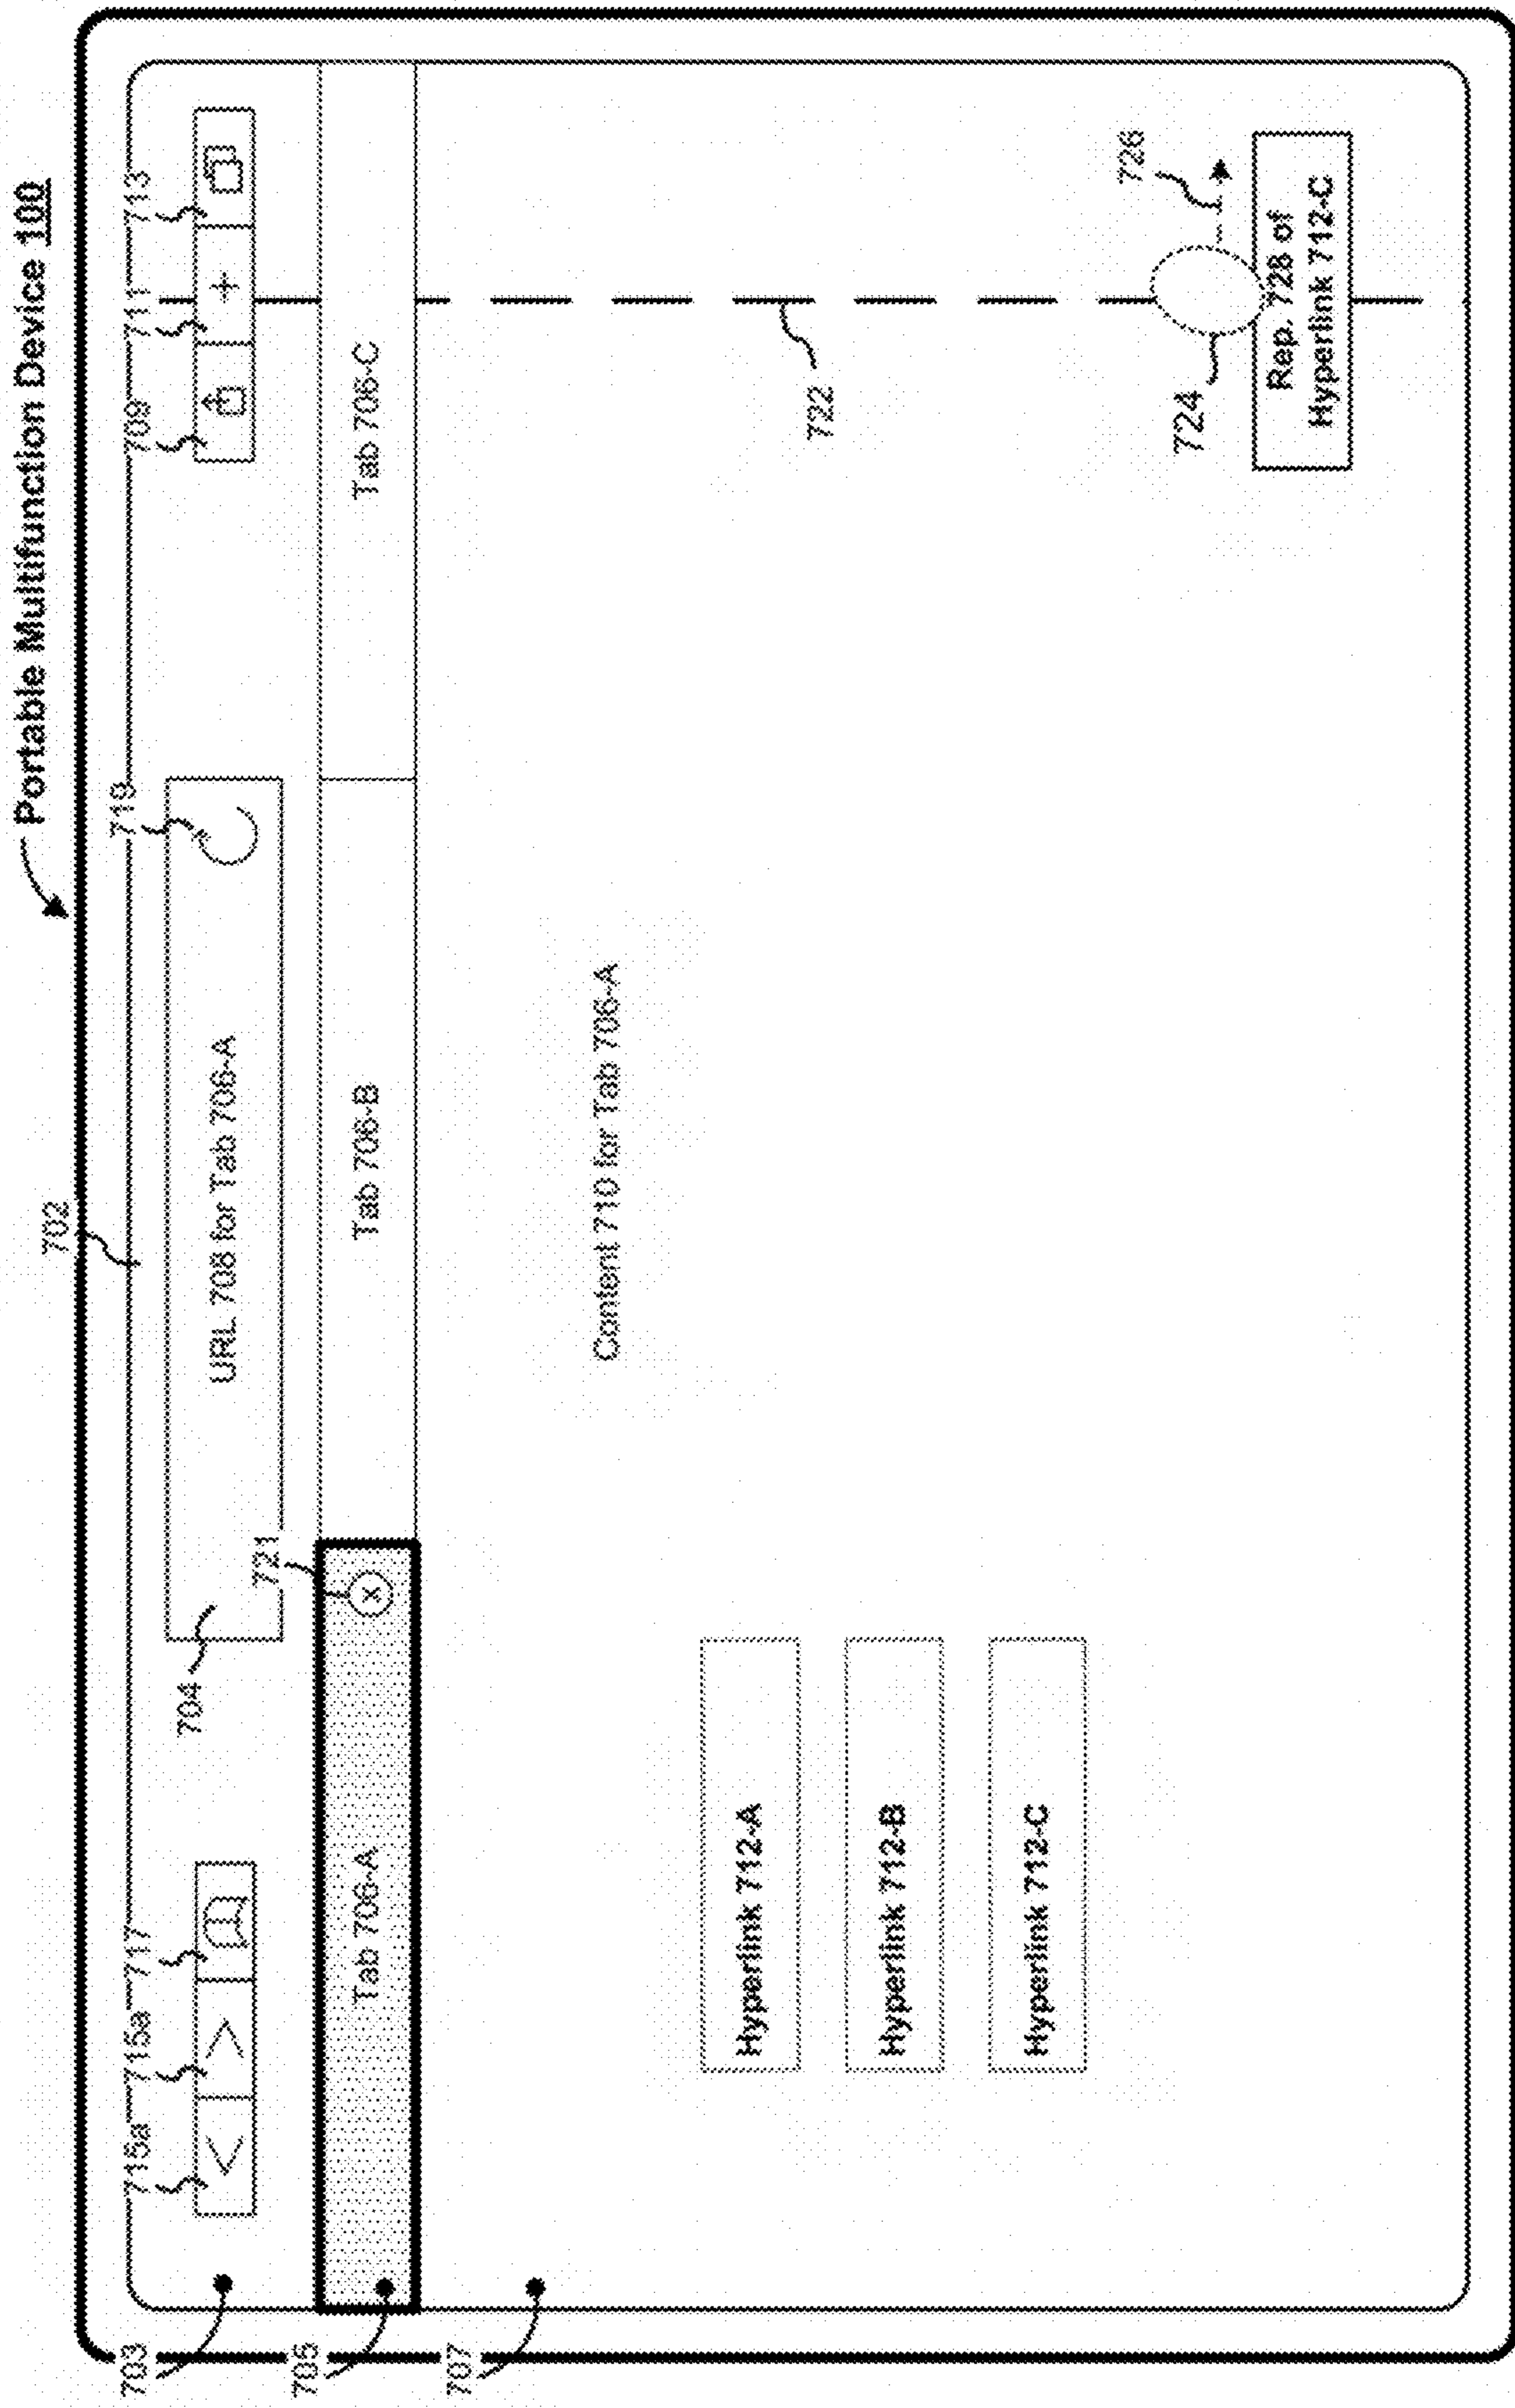 Portable Multifunction Device 100
702
703
715a
715a
717
704
719
709
711
713
URL 708 for Tab 706-A
721
705
Tab 706-A
x
Tab 706-B
Tab 706-C
707
Content 710 for Tab 706-A
722
Hyperlink 712-A
Hyperlink 712-B
Hyperlink 712-C
726
724
Rep. 728 of
Hyperlink 712-C